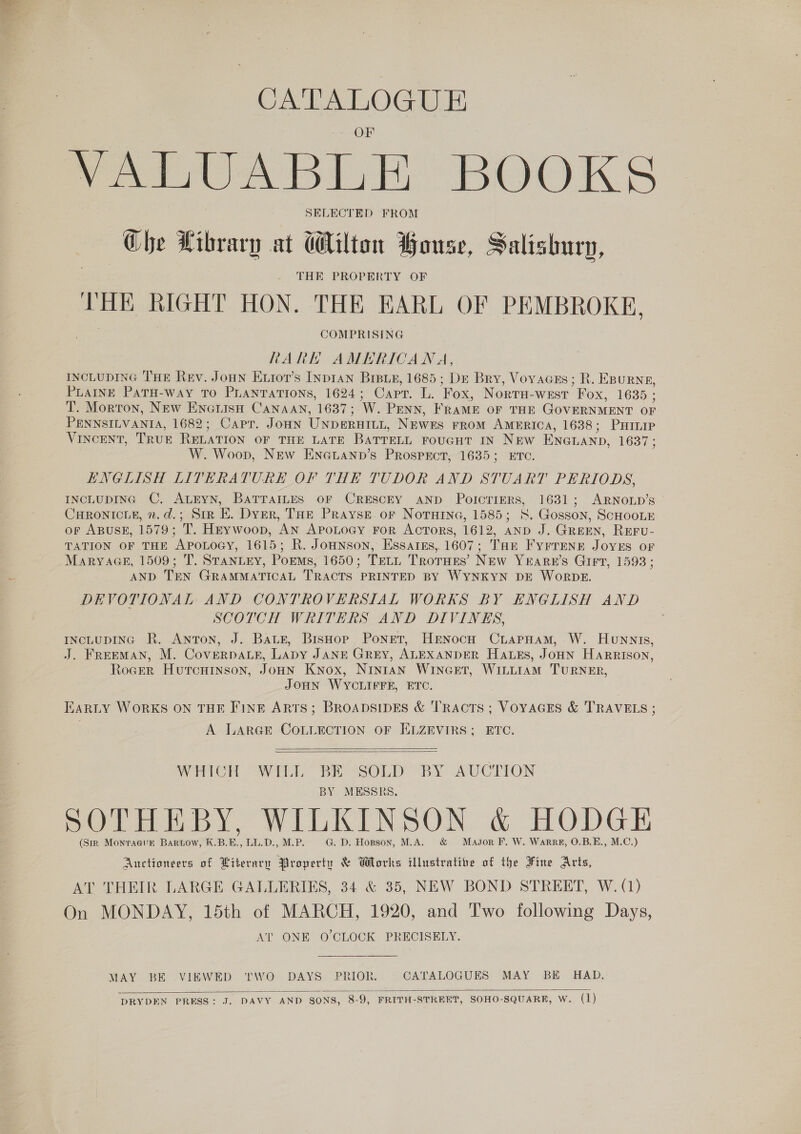 CATALOGUE
OF
VALUABLE BOOKS
SELECTED FROM
The Library at Wilton House, Salisbury,
THE PROPERTY OF
THE RIGHT HON. THE EARL OF PEMBROKE,
COMPRISING
RARE AMERICANA,
INCLUDING THE REV. JOHN ELIOT'S INDIAN BIBLE, 1685; DE BRY, VOYAGES; R. EBURNE,
PLAINE PATH-WAY TO PLANTATIONS, 1624; CAPT. L. FOX, NORTH-WEST FOX, 1635;
T. MORTON, NEW ENGLISH CANAAN, 1637; W. PENN, FRAME OF THE GOVERNMENT OF
PENNSILVANIA, 1682; CAPT. JOHN UNDERHILL, NEWES FROM AMERICA, 1638; PHILIP
VINCENT, TRUE RELATION OF THE LATE BATTELL FOUGHT IN NEW ENGLAND, 1637;
W. WOOD, NEW ENGLAND'S PROSPECT, 1635; ETC.
ENGLISH LITERATURE OF THE TUDOR AND STUART PERIODS,
INCLUDING C. ALEYN, BATTAILES OF CRESCEY AND POICTIERS, 1631; ARNOLD'S
CHRONICLE, n.d.; SIR E. DYER, THE PRAYSE OF NOTHING, 1585; S. GOSSON, SCHOOLE
OF ABUSE, 1579; T. HEYWOOD, AN APOLOGY FOR ACTORS, 1612, AND J. GREEN, REFU-
TATION OF THE APOLOGY, 1615; R. JOHNSON, ESSAIES, 1607; THE FYFTENE JOYES OF
MARYAGE, 1509; T. STANLEY, POEMS, 1650; TELL TROTHES' NEW YEARE'S GIFT, 1593;
AND TEN GRAMMATICAL TRACTS PRINTED BY WYNKYN DE WORDE.
DEVOTIONAL AND CONTROVERSIAL WORKS BY ENGLISH AND
SCOTCH WRITERS AND DIVINES,
INCLUDING R. ANTON, J. BALE, BISHOP PONET, HENOCH CLAPHAM, W. HUNNIS,
J. FREEMAN, M. COVERDALE, LADY JANE GREY, ALEXANDER HALES, JOHN HARRISON,
ROGER HUTCHINSON, JOHN KNOX, NINIAN WINGET, WILLIAM TURNER,
JOHN WYCLIFFE, ETC.
EARLY WORKS ON THE FINE ARTS; BROADSIDES & TRACTS; VOYAGES & TRAVELS;
A LARGE COLLECTION OF ELZEVIRS; ETC.
WHICH WILL BE SOLD BY AUCTION
BY MESSRS.
SOTHEBY, WILKINSON & HODGE
(SIR MONTAGUE BARLOW, K.B.E., LL.D., M.P. G. D. HOBSON, M.A. & MAJOR F. W. WARRE, O.B.E., M.C.)
Auctioneers of Literary Property & Works illustrative of the Fine Arts,
AT THEIR LARGE GALLERIES, 34 & 35, NEW BOND STREET, W.(1)
On MONDAY, 15th of MARCH, 1920, and Two following Days,
AT ONE O'CLOCK PRECISELY.
MAY BE VIEWED TWO DAYS PRIOR. CATALOGUES MAY BE HAD.
DRYDEN PRESS: J. DAVY AND SONS, 8-9, FRITH-STREET, SOHO-SQUARE, W. (1)